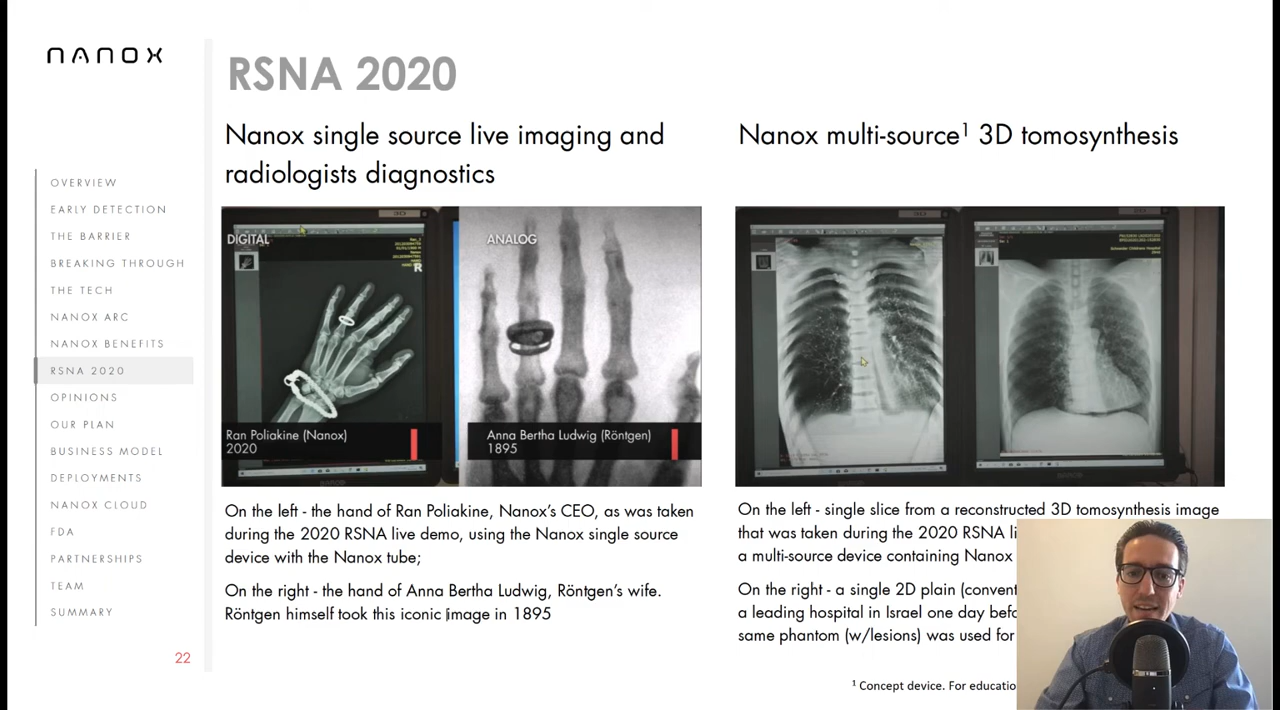 NANOX
RSNA 2020
OVERVIEW
EARLY DETECTION
THE BARRIER
BREAKING THROUGH
THE TECH
NANOX ARC
NANOX BENEFITS
RSNA 2020
OPINIONS
OUR PLAN
BUSINESS MODEL
DEPLOYMENTS
NANOX CLOUD
FDA
PARTNERSHIPS
TEAM
SUMMARY
22
Nanox single source live imaging and
radiologists diagnostics
DIGITAL
3D
R
Ran Poliakine (Nanox)
2020
ANALOG
Anna Bertha Ludwig (Röntgen)
1895
On the left - the hand of Ran Poliakine, Nanox's CEO, as was taken
during the 2020 RSNA live demo, using the Nanox single source
device with the Nanox tube;
On the right - the hand of Anna Bertha Ludwig, Röntgen's wife.
Röntgen himself took this iconic image in 1895
Nanox multi-source¹ 3D tomosynthesis
3D
3D
On the left - single slice from a reconstructed 3D tomosynthesis image
that was taken during the 2020 RSNA
a multi-source device containing Nanox
On the right - a single 2D plain
a leading hospital in Israel one day
same phantom (w/lesions) was used for
¹ Concept device. For